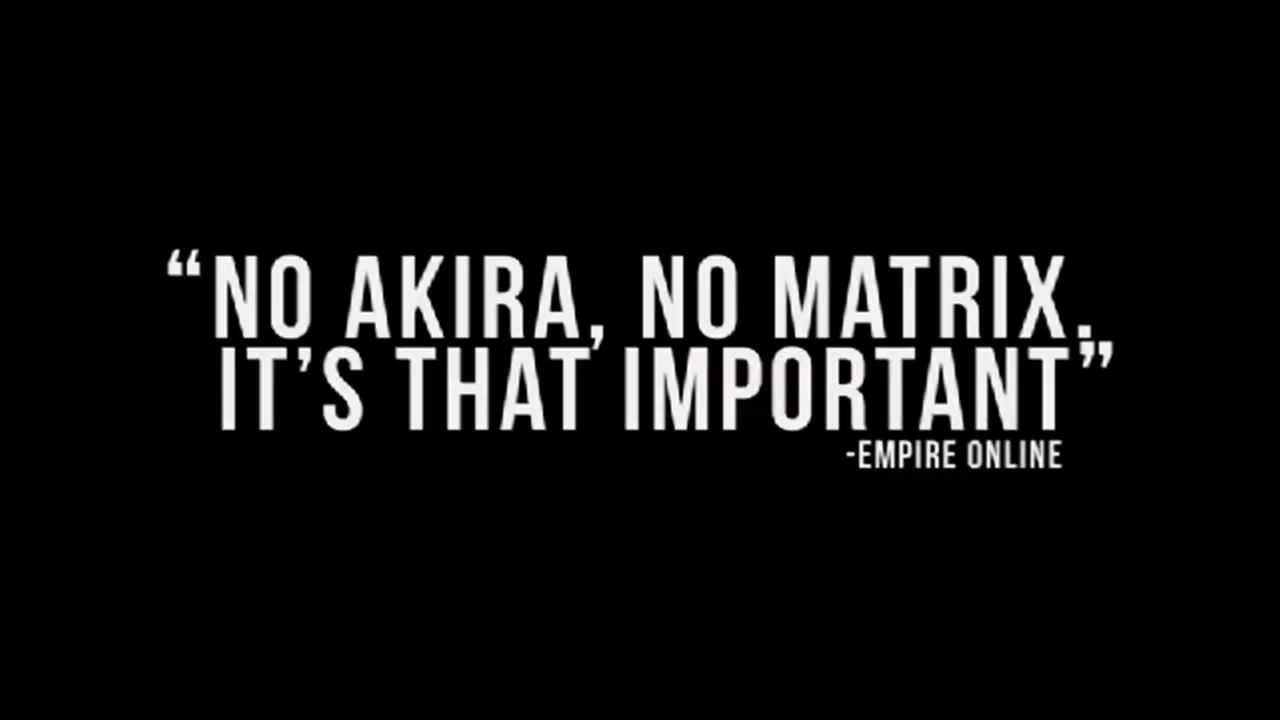 “NO AKIRA, NO MATRIX.
IT’S THAT IMPORTANT”
-EMPIRE ONLINE